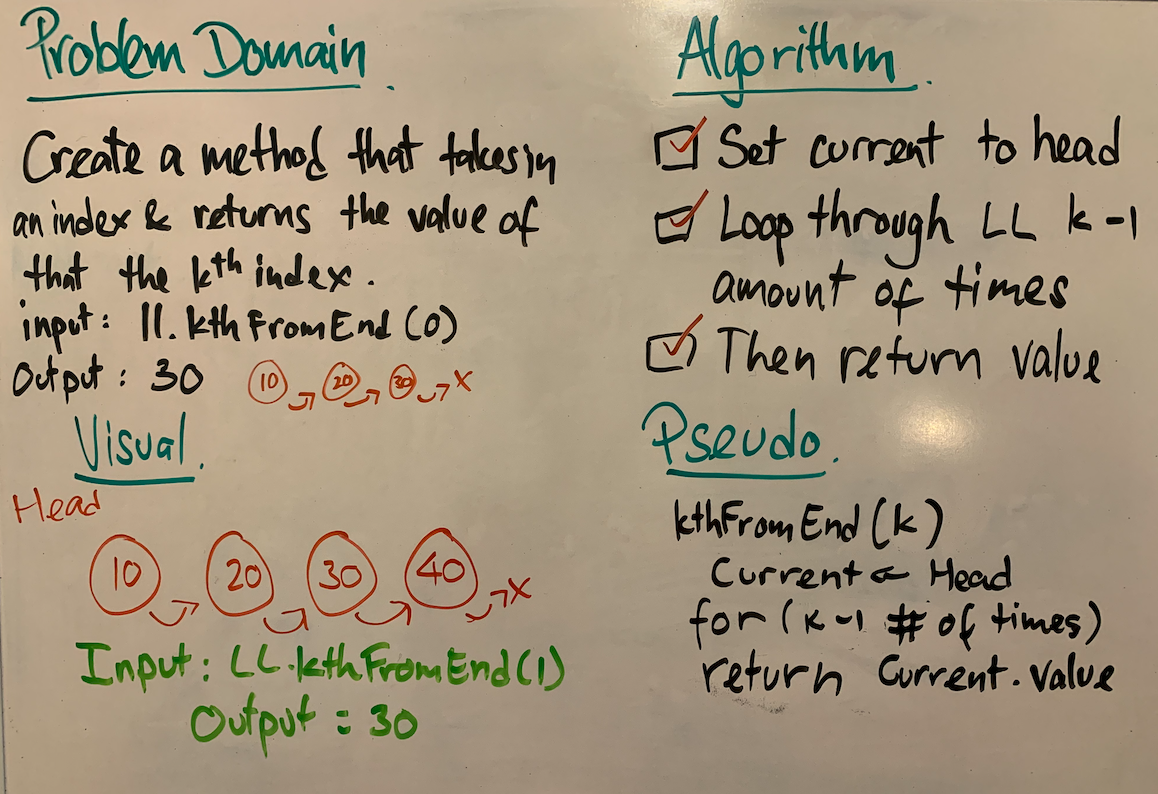 Problem Domain.
Create a method that takes in
an index & returns the value of
that the kth index.
input: ll.kthFromEnd(0)
Output: 30
10 20 30 X
Visual.
Head
10 20 30 40 X
Input: LL.kthFromEnd(1)
Output: 30
Algorithm.
Set current to head
Loop through LL k-1
amount of times
Then return value.
Pseudo.
kthFromEnd(k)
Current ← Head
for (k-1 # of times)
return Current.value